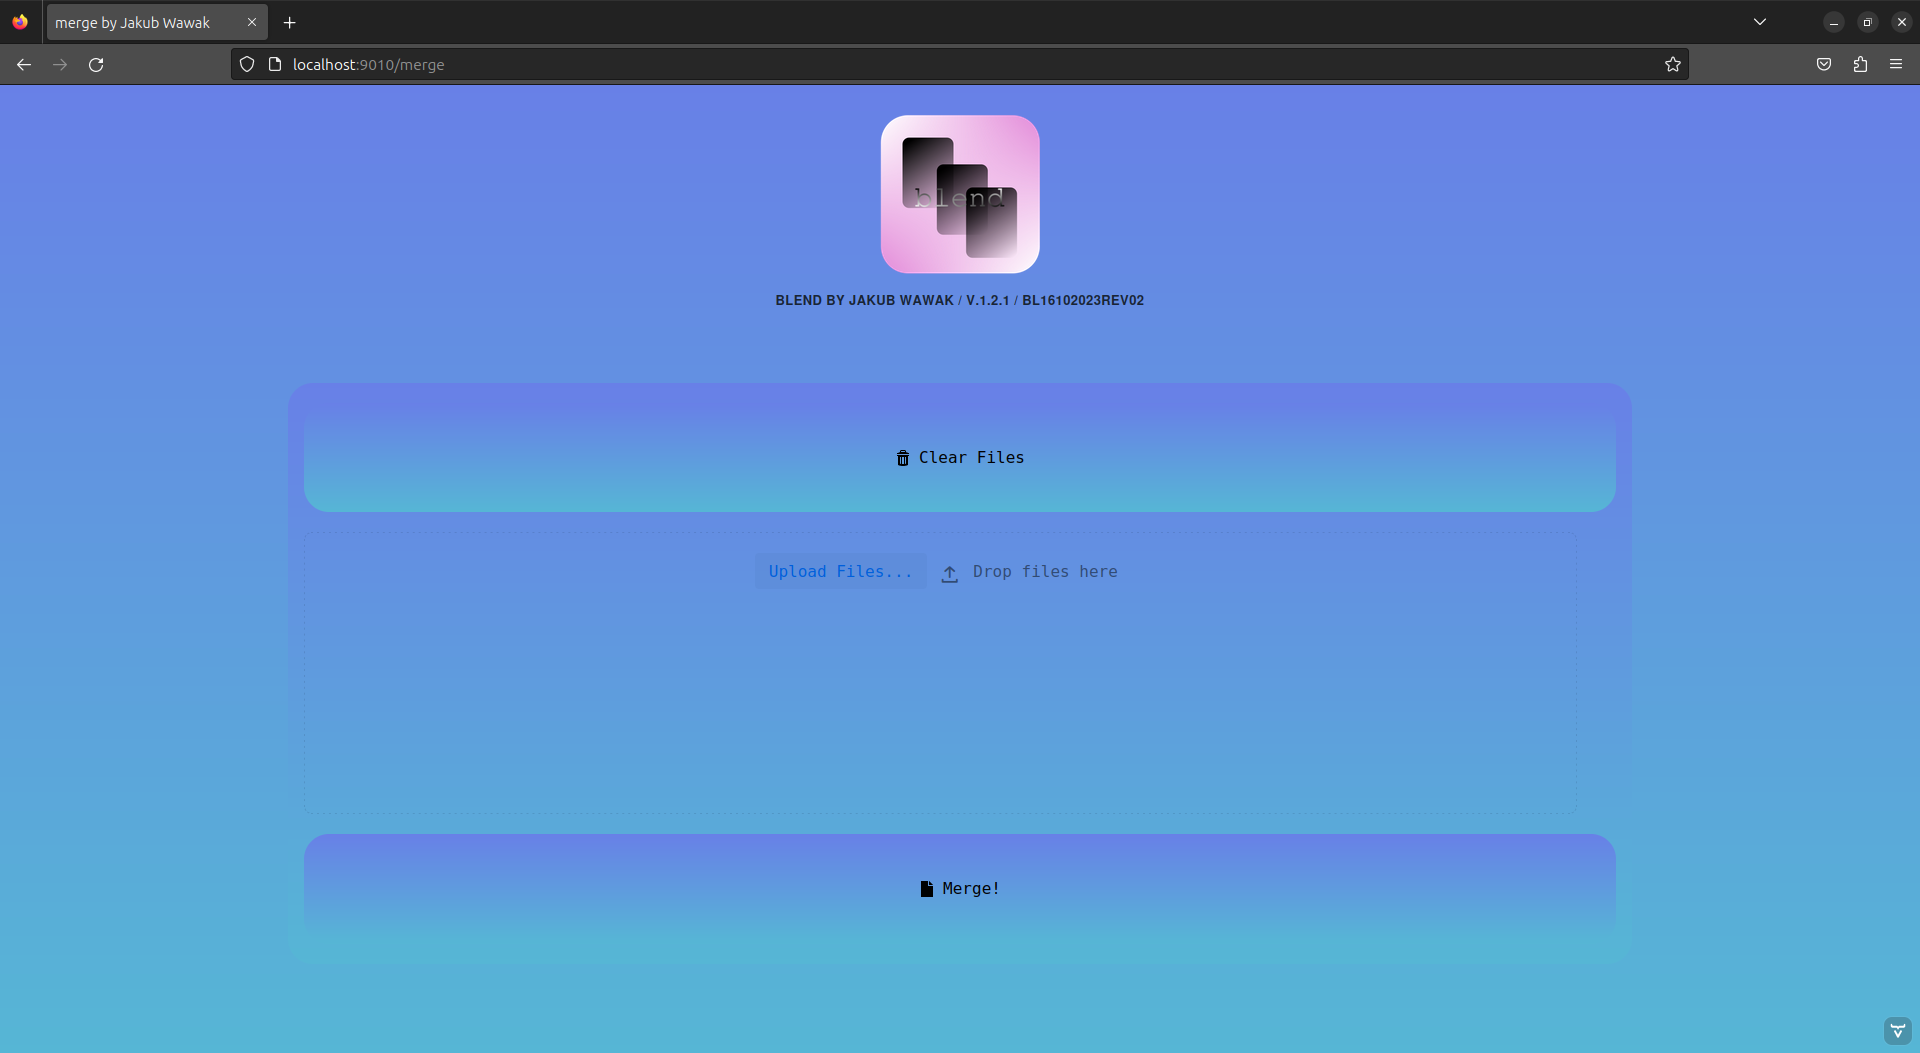 merge by Jakub Wawak
localhost:9010/merge
blend
BLEND BY JAKUB WAWAK / V.1.2.1 / BL16102023REV02
Clear Files
Upload Files... Drop files here
Merge!